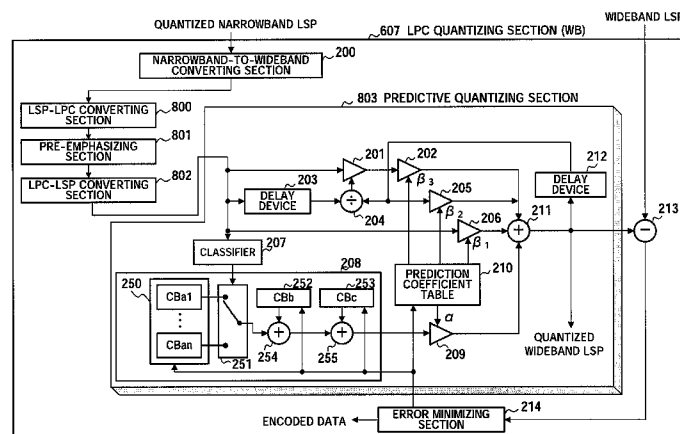 QUANTIZED NARROWBAND LSP
WIDEBAND LSP
607 LPC QUANTIZING SECTION (WB)
NARROWBAND-TO-WIDEBAND
CONVERTING SECTION
200
LSP-LPC CONVERTING
SECTION
800
803 PREDICTIVE QUANTIZING SECTION
PRE-EMPHASIZING
SECTION
801
LPC-LSP CONVERTING
SECTION
802
201
202
212
DELAY
DEVICE
203
DELAY
DEVICE
÷
204
β3
205
β2
206
β1
+
211
−
213
CLASSIFIER
207
208
250
CBa1
⋮
CBan
251
252
CBb
253
CBc
+
254
+
255
PREDICTION
COEFFICIENT
TABLE
210
α
209
QUANTIZED
WIDEBAND LSP
ENCODED DATA
ERROR MINIMIZING
SECTION
214